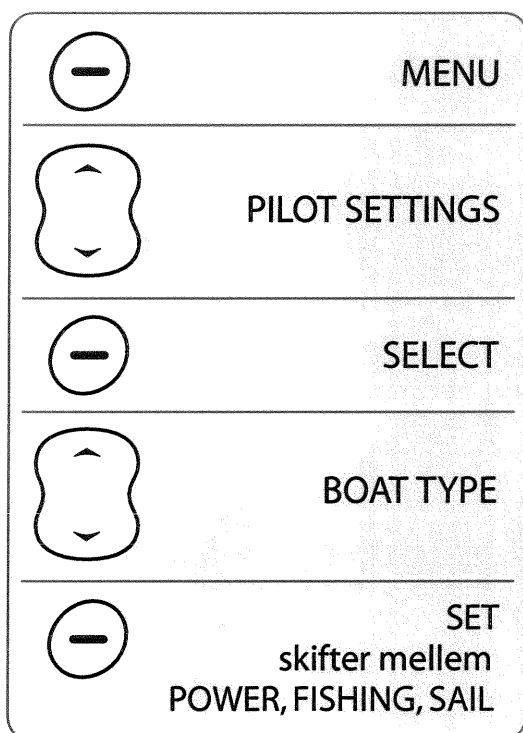 MENU
PILOT SETTINGS
SELECT
BOAT TYPE
SET
skifter mellem
POWER, FISHING, SAIL